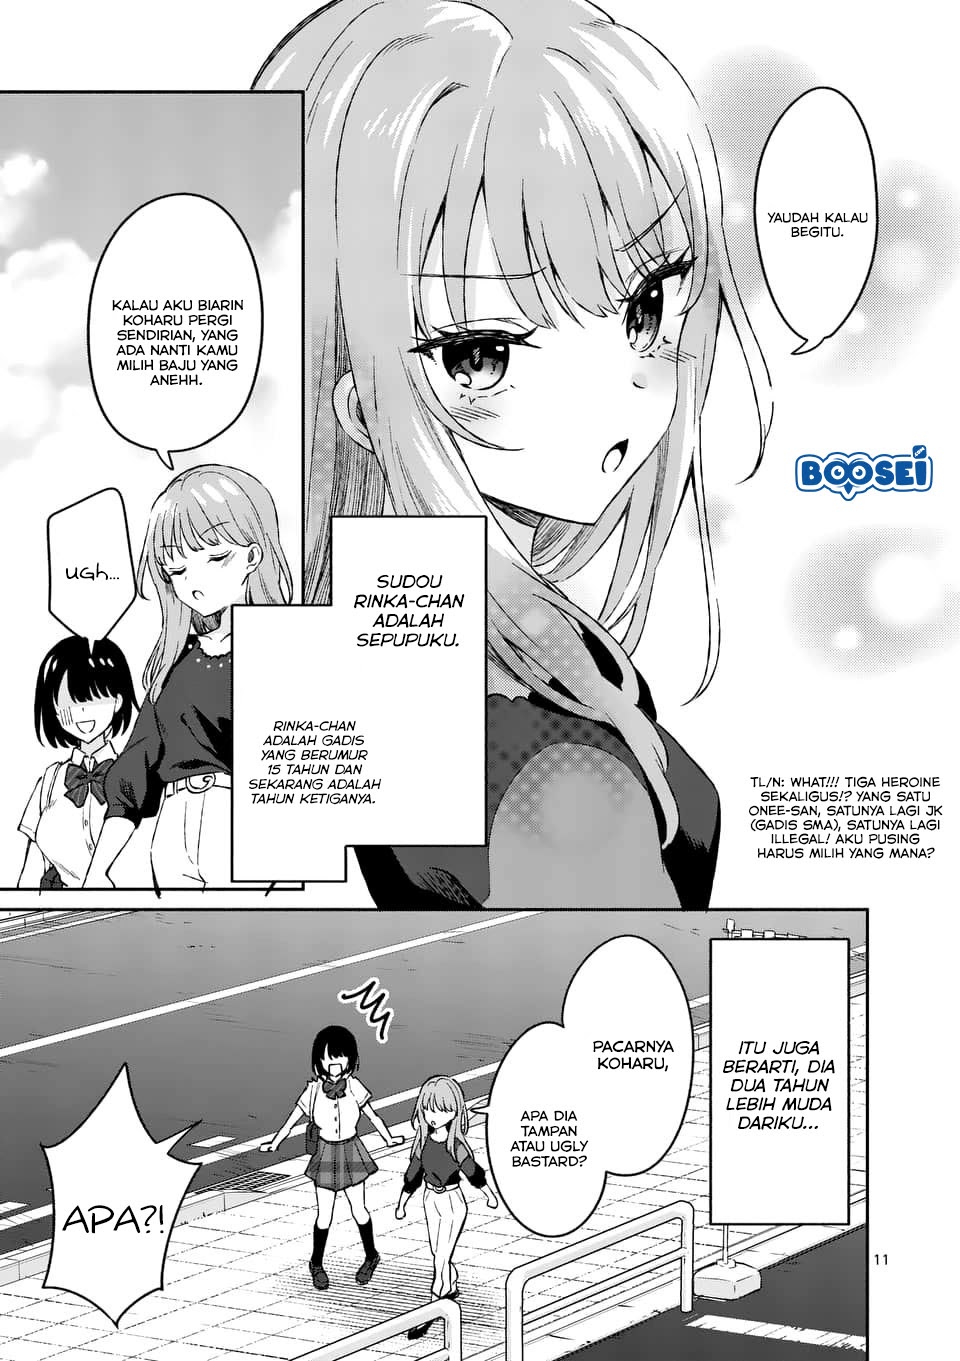 YAUDAH KALAU
BEGITU.
KALAU AKU BIARIN
KOHARU PERGI
SENDIRIAN, YANG
ADA NANTI KAMU
MILIH BAJU YANG
ANEHH.
UGH...
BOOSEI
SUDOU
RINKA-CHAN
ADALAH
SEPUPUKU.
RINKA-CHAN
ADALAH GADIS
YANG BERUMUR
15 TAHUN DAN
SEKARANG ADALAH
TAHUN KETIGANYA.
TL/N: WHAT!!! TIGA HEROINE
SEKALIGUS!? YANG SATU
ONEE-SAN, SATUNYA LAGI JK
(GADIS SMA), SATUNYA LAGI
ILLEGAL! AKU PUSING
HARUS MILIH YANG MANA?
ITU JUGA
BERARTI, DIA
DUA TAHUN
LEBIH MUDA
DARIKU...
PACARNYA
KOHARU,
APA DIA
TAMPAN
ATAU UGLY
BASTARD?
APA?!
11